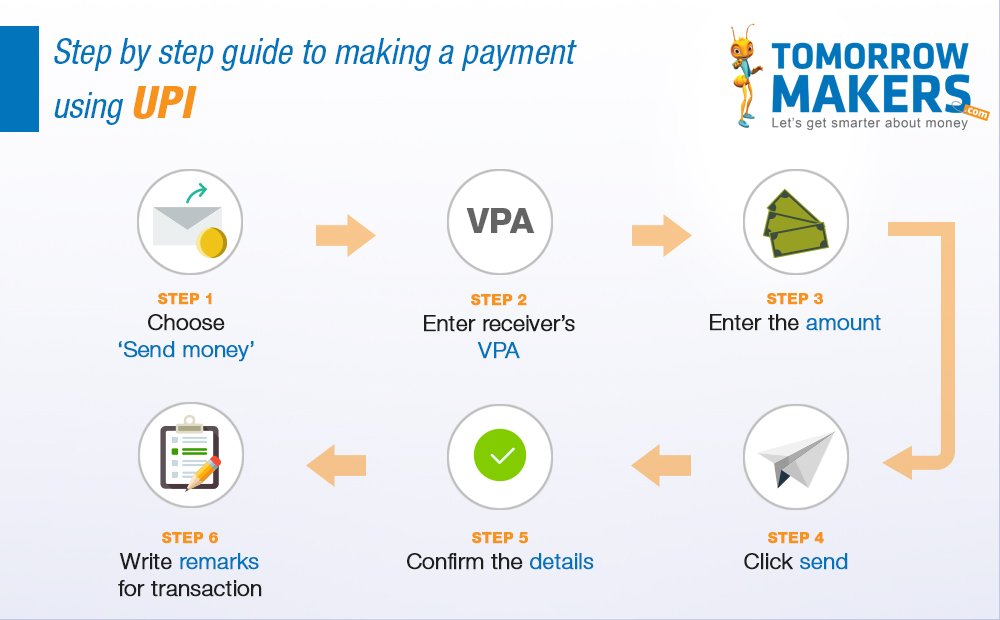 Step by step guide to making a payment
using UPI
TOMORROW
MAKERS
.com
Let's get smarter about money
VPA
STEP 1
Choose
‘Send money’
STEP 2
Enter receiver’s
VPA
STEP 3
Enter the amount
STEP 6
Write remarks
for transaction
STEP 5
Confirm the details
STEP 4
Click send